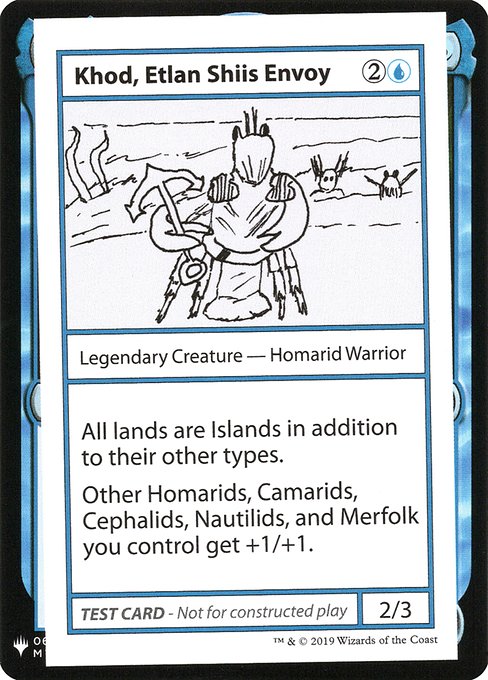 Khod, Etlan Shiis Envoy 2
Legendary Creature — Homarid Warrior
All lands are Islands in addition
to their other types.
Other Homarids, Camarids,
Cephalids, Nautilids, and Merfolk
you control get +1/+1.
TEST CARD - Not for constructed play 2/3
™ & © 2019 Wizards of the Coast